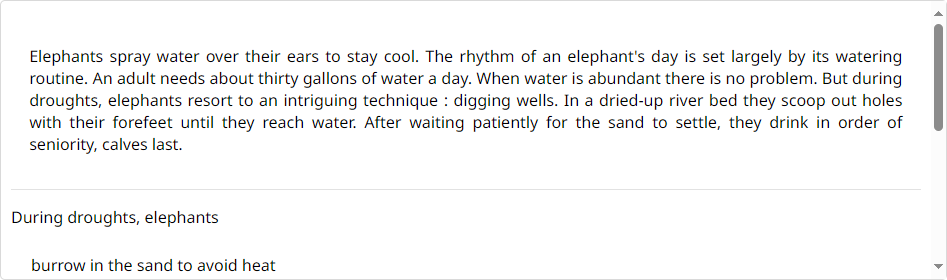 Elephants spray water over their ears to stay cool. The rhythm of an elephant's day is set largely by its watering
routine. An adult needs about thirty gallons of water a day. When water is abundant there is no problem. But during
droughts, elephants resort to an intriguing technique : digging wells. In a dried-up river bed they scoop out holes
with their forefeet until they reach water. After waiting patiently for the sand to settle, they drink in order of
seniority, calves last.
During droughts, elephants
burrow in the sand to avoid heat